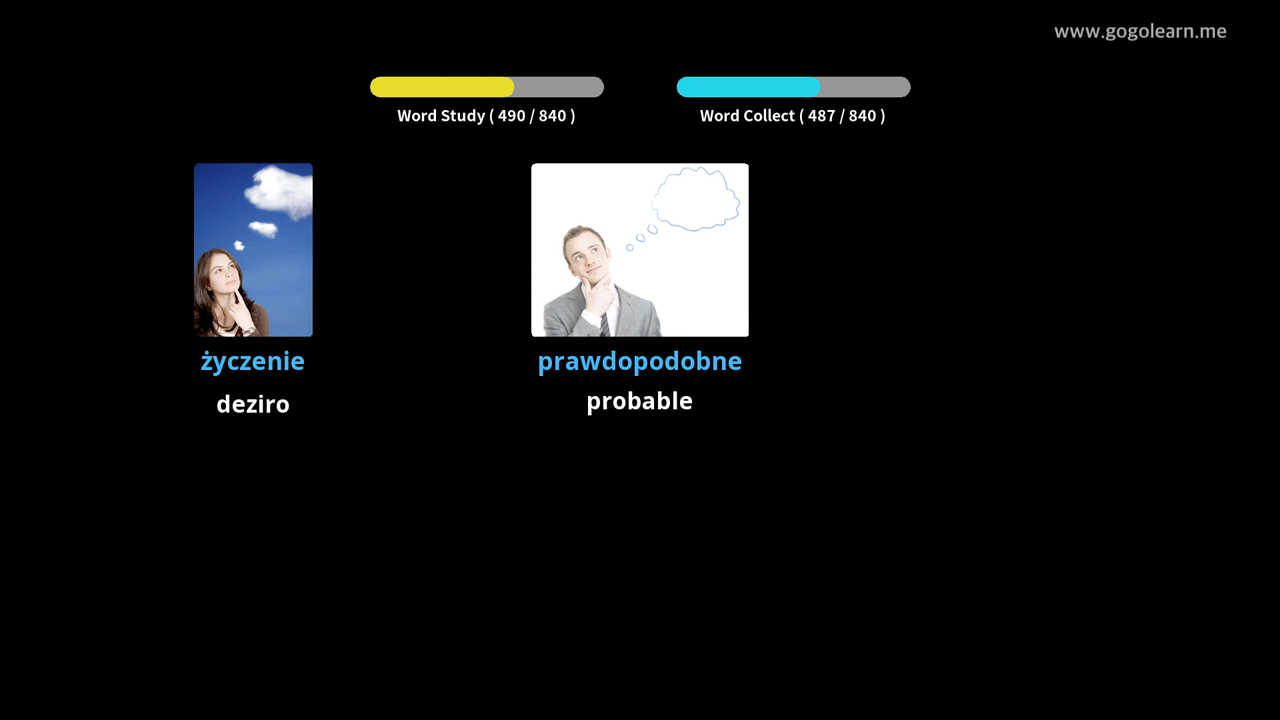 www.gogolearn.me
Word Study ( 490 / 840 )
Word Collect ( 487 / 840 )
życzenie
deziro
prawdopodobne
probable